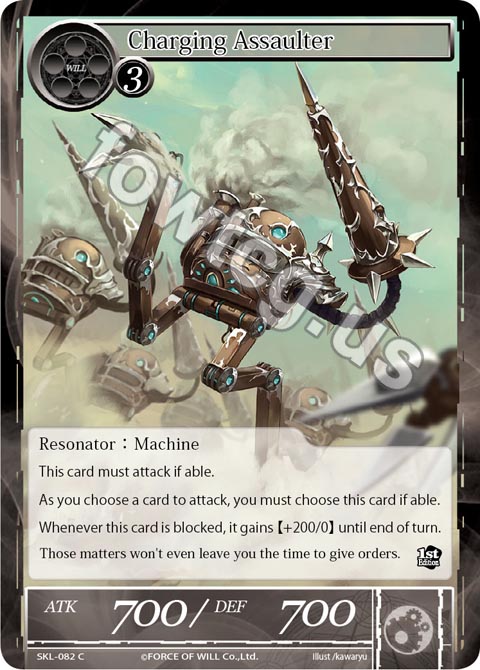 Charging Assaulter
WILL
3
fowtcg.us
Resonator : Machine
This card must attack if able.
As you choose a card to attack, you must choose this card if able.
Whenever this card is blocked, it gains 【+200/0】 until end of turn.
Those matters won't even leave you the time to give orders.
1st
Edition
ATK 700 / DEF 700
SKL-082 C ©FORCE OF WILL Co.,Ltd. Illust /kawaryu